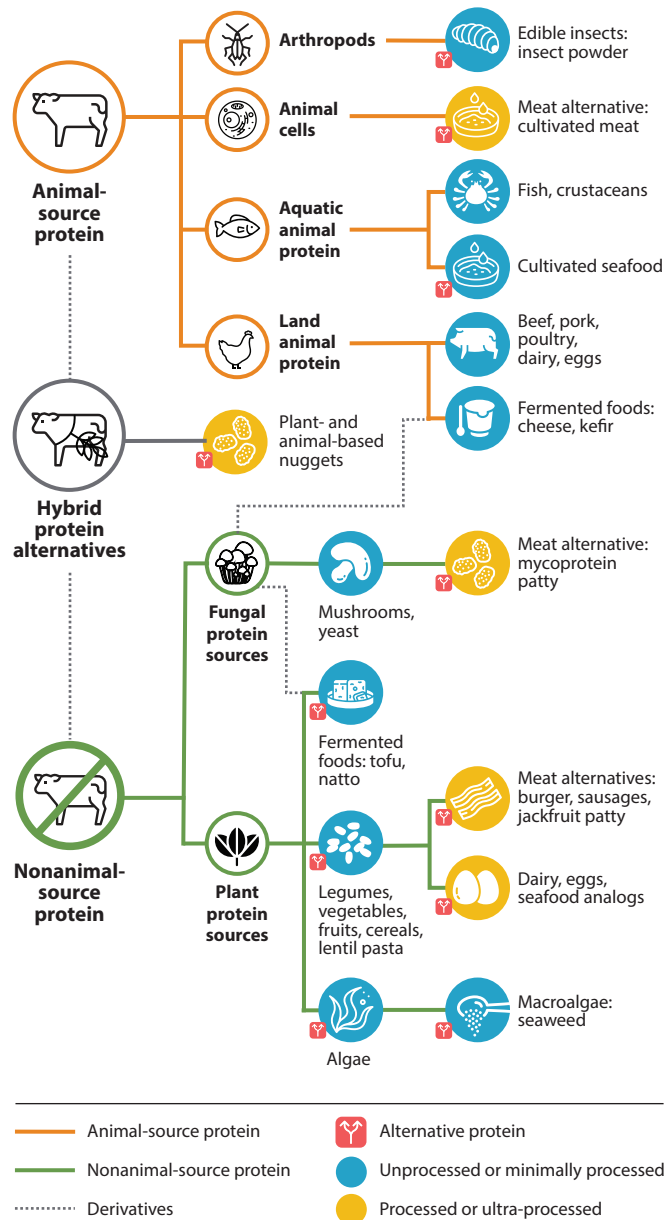 Arthropods
Edible insects:
insect powder
Animal
cells
Meat alternative:
cultivated meat
Animal-
source
protein
Aquatic
animal
protein
Fish, crustaceans
Cultivated seafood
Land
animal
protein
Beef, pork,
poultry,
dairy, eggs
Fermented foods:
cheese, kefir
Hybrid
protein
alternatives
Plant- and
animal-based
nuggets
Fungal
protein
sources
Mushrooms,
yeast
Meat alternative:
mycoprotein
patty
Fermented
foods: tofu,
natto
Nonanimal-
source
protein
Plant
protein
sources
Legumes,
vegetables,
fruits, cereals,
lentil pasta
Meat alternatives:
burger, sausages,
jackfruit patty
Dairy, eggs,
seafood analogs
Algae
Macroalgae:
seaweed
Animal-source protein
Nonanimal-source protein
Derivatives
Alternative protein
Unprocessed or minimally processed
Processed or ultra-processed